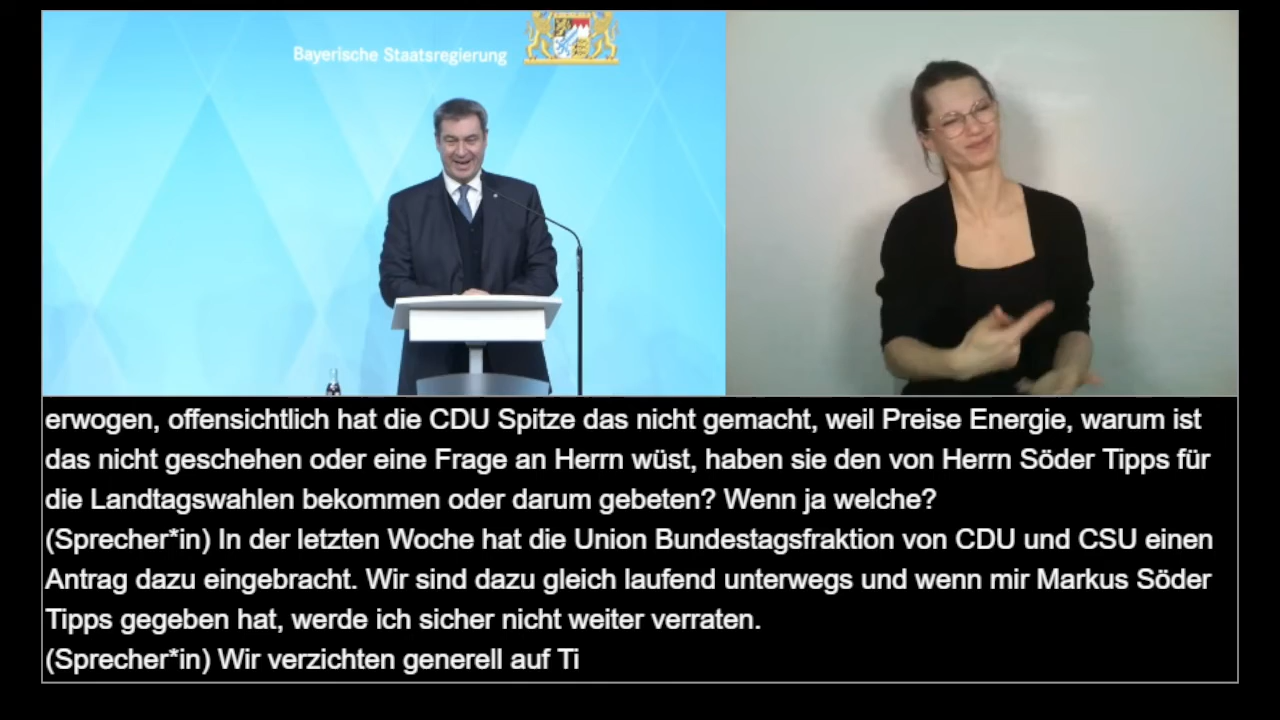 Bayerische Staatsregierung
erwogen, offensichtlich hat die CDU Spitze das nicht gemacht, weil Preise Energie, warum ist
das nicht geschehen oder eine Frage an Herrn wüst, haben sie den von Herrn Söder Tipps für
die Landtagswahlen bekommen oder darum gebeten? Wenn ja welche?
(Sprecher*in) In der letzten Woche hat die Union Bundestagsfraktion von CDU und CSU einen
Antrag dazu eingebracht. Wir sind dazu gleich laufend unterwegs und wenn mir Markus Söder
Tipps gegeben hat, werde ich sicher nicht weiter verraten.
(Sprecher*in) Wir verzichten generell auf Ti